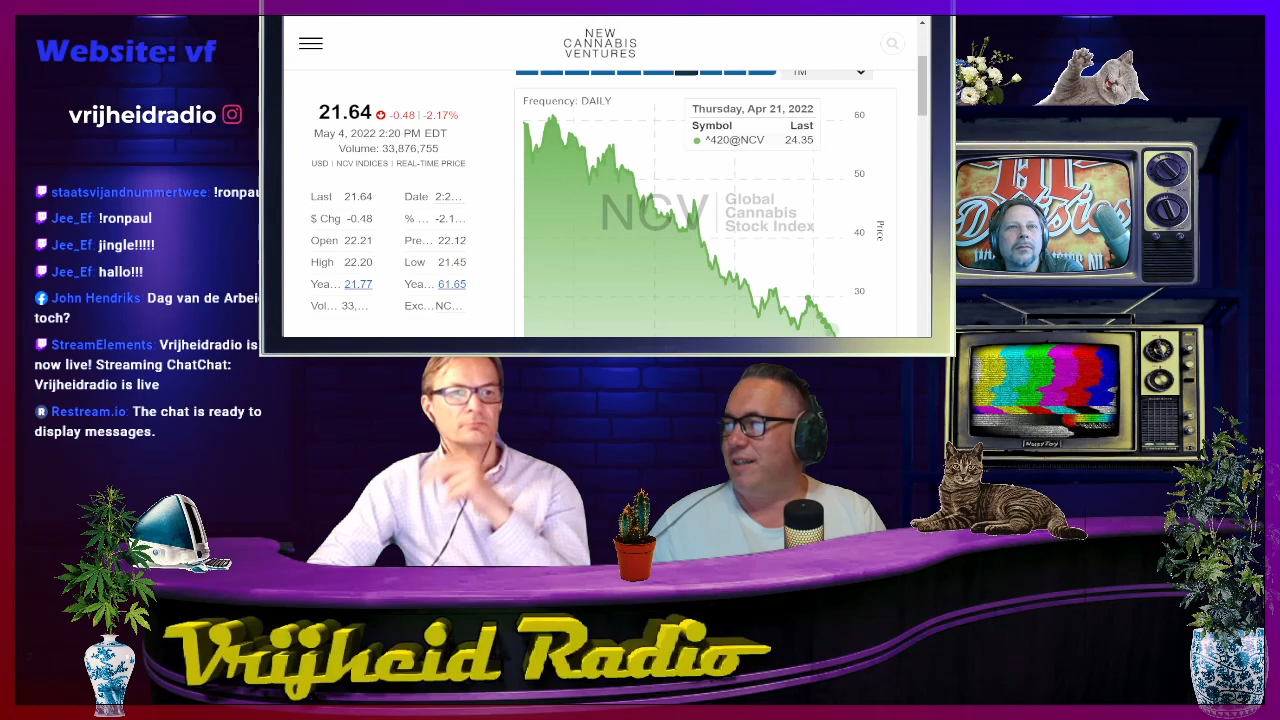 Website: vf
vrijheidradio
staatsvijandnummertwee: !ronpau
Jee_Ef: !ronpaul
Jee_Ef: jingle!!!!!
Jee_Ef: hallo!!!
John Hendriks: Dag van de Arbei
toch?
StreamElements: Vrijheidradio is
now live! Streaming ChatChat:
Vrijheidradio is live
Restream.io: The chat is ready to
display messages.
NEW
CANNABIS
VENTURES
1M
21.64 -0.48 | -2.17%
May 4, 2022 2:20 PM EDT
Volume: 33,876,755
USD | NCV INDICES | REAL-TIME PRICE
Last 21.64 Date 2:2...
$ Chg -0.48 % ... -2.1...
Open 22.21 Pre... 22.12
High 22.20 Low 21.45
Yea... 21.77 Yea... 61.65
Vol... 33,... Exc... NC...
Frequency: DAILY
Thursday, Apr 21, 2022
Symbol Last
^420@NCV 24.35
60
50
40
30
Price
NCV Global
Cannabis
Stock Index
NoisyToy
Vrijheid Radio